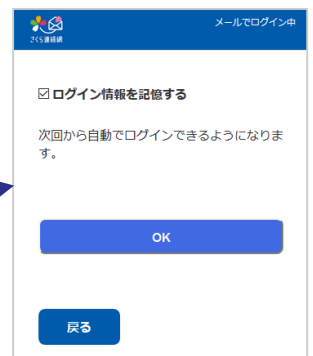 メールでログイン中
さくら連絡網
☑ログイン情報を記憶する
次回から自動でログインできるようになりま
す。
OK
戻る